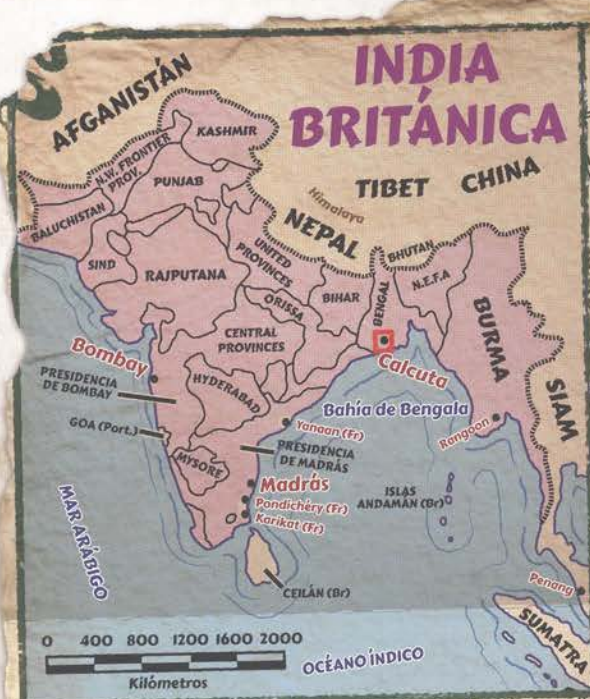 INDIA
BRITÁNICA
AFGANISTÁN
KASHMIR
N.W. FRONTIER
PROV.
PUNJAB
TIBET
CHINA
Himalaya
NEPAL
BALUCHISTAN
SIND
RAJPUTANA
UNITED
PROVINCES
BHUTAN
N.E.F.A
BIHAR
BENGAL
ORISSA
CENTRAL
PROVINCES
BURMA
Bombay
Calcuta
PRESIDENCIA
DE BOMBAY
HYDERABAD
Bahía de Bengala
SIAM
GOA (Port.)
Yanaon (Fr)
Rangoon
PRESIDENCIA
DE MADRÁS
MYSORE
Madrás
Pondichéry (Fr)
Karikat (Fr)
ISLAS
ANDAMÁN (Br)
MAR ARÁBIGO
CEILÁN (Br)
Penang
SUMATRA
0 400 800 1200 1600 2000
Kilómetros
OCÉANO ÍNDICO